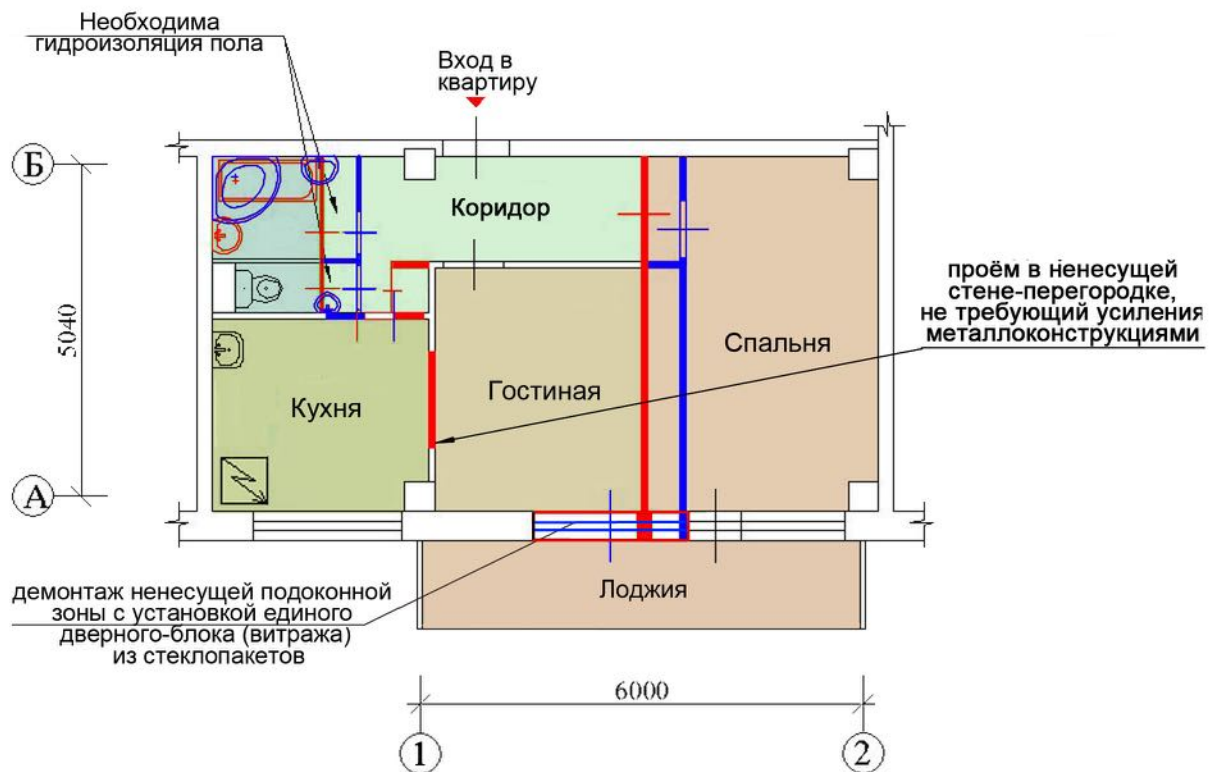 Необходима
гидроизоляция пола
Вход в
квартиру
Б
Коридор
проём в ненесущей
стене-перегородке,
не требующий усиления
металлоконструкциями
5040
Спальня
Гостиная
Кухня
А
Лоджия
демонтаж ненесущей подоконной
зоны с установкой единого
дверного-блока (витража)
из стеклопакетов
6000
1
2